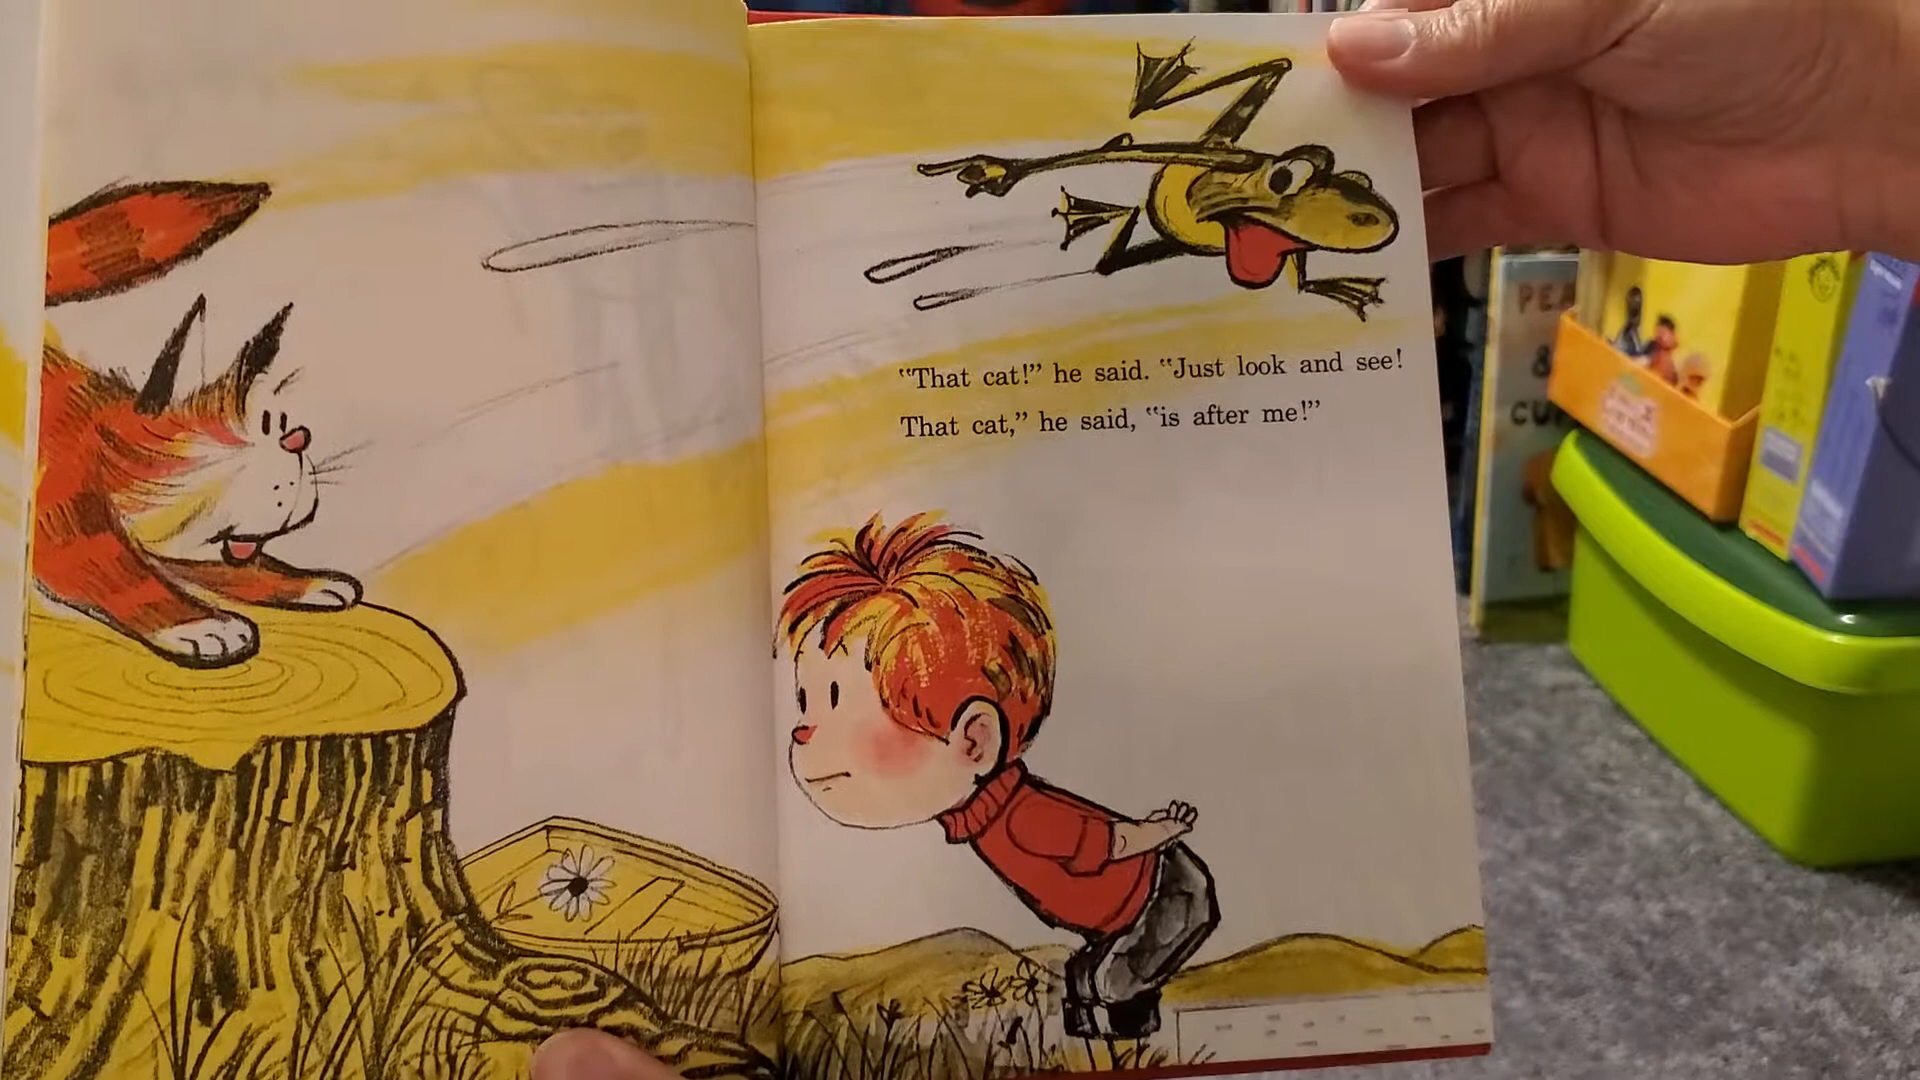 “That cat!” he said. “Just look and see!
That cat,” he said, “is after me!”